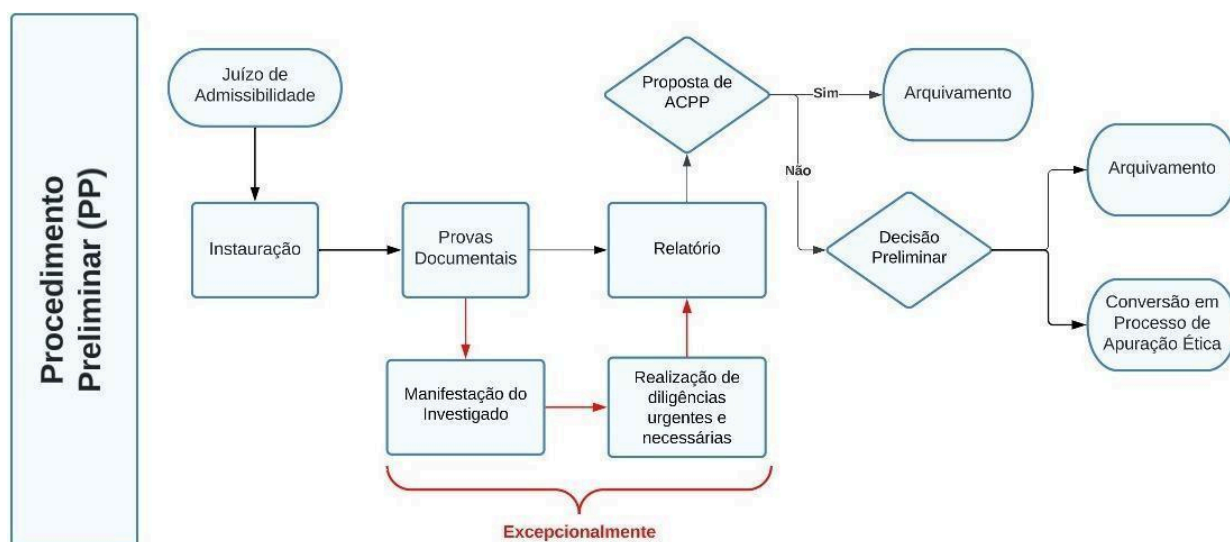 Procedimento
Preliminar (PP)
Juízo de
Admissibilidade
Instauração
Provas
Documentais
Relatório
Proposta de
ACPP
Sim
Arquivamento
Não
Decisão
Preliminar
Arquivamento
Conversão em
Processo de
Apuração Ética
Manifestação do
Investigado
Realização de
diligências
urgentes e
necessárias
Excepcionalmente